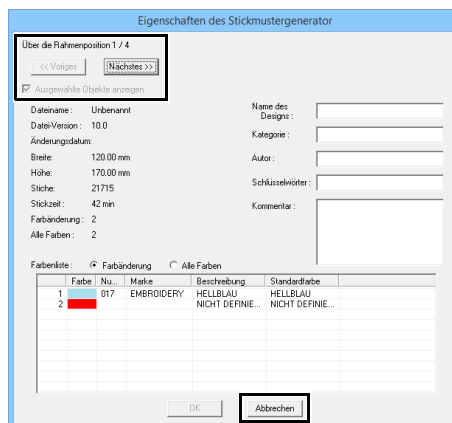 Eigenschaften des Stickmustergenerator
Über die Rahmenposition 1 / 4
<< Voriges Nächstes >>
Ausgewählte Objekte anzeigen.
Dateiname : Unbenannt
Datei-Version : 10.0
Änderungsdatum:
Breite: 120.00 mm
Höhe: 170.00 mm
Stiche: 21715
Stickzeit : 42 min
Farbänderung : 2
Alle Farben : 2
Name des
Designs :
Kategorie :
Autor :
Schlüsselwörter :
Kommentar :
Farbenliste : Farbänderung Alle Farben
Farbe Nu... Marke Beschreibung Standardfarbe
1 017 EMBROIDERY HELLBLAU HELLBLAU
2 NICHT DEFINIE... NICHT DEFINIE...
OK Abbrechen